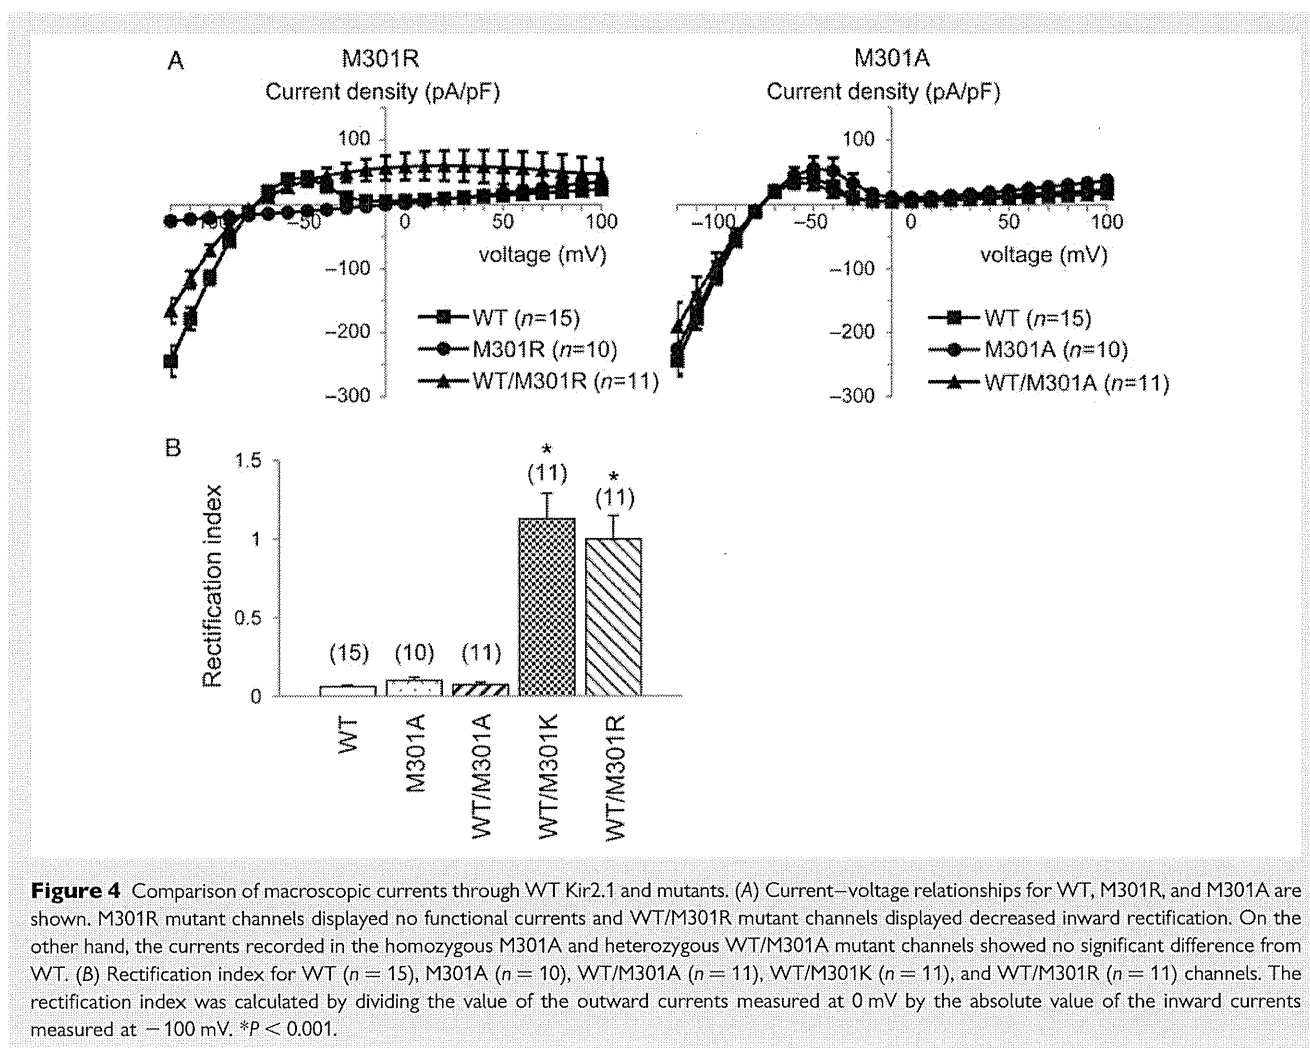 A
M301R
M301A
Current density (pA/pF)
Current density (pA/pF)
100
100
−50
0
50
100
−100
−50
0
50
100
voltage (mV)
voltage (mV)
−100
−100
−200
−200
−300
−300
WT (n=15)
M301R (n=10)
WT/M301R (n=11)
WT (n=15)
M301A (n=10)
WT/M301A (n=11)
B
Rectification index
1.5
1
0.5
0
(15)
(10)
(11)
*
(11)
*
(11)
WT
M301A
WT/M301A
WT/M301K
WT/M301R
Figure 4 Comparison of macroscopic currents through WT Kir2.1 and mutants. (A) Current–voltage relationships for WT, M301R, and M301A are
shown. M301R mutant channels displayed no functional currents and WT/M301R mutant channels displayed decreased inward rectification. On the
other hand, the currents recorded in the homozygous M301A and heterozygous WT/M301A mutant channels showed no significant difference from
WT. (B) Rectification index for WT (n = 15), M301A (n = 10), WT/M301A (n = 11), WT/M301K (n = 11), and WT/M301R (n = 11) channels. The
rectification index was calculated by dividing the value of the outward currents measured at 0 mV by the absolute value of the inward currents
measured at −100 mV. *P < 0.001.